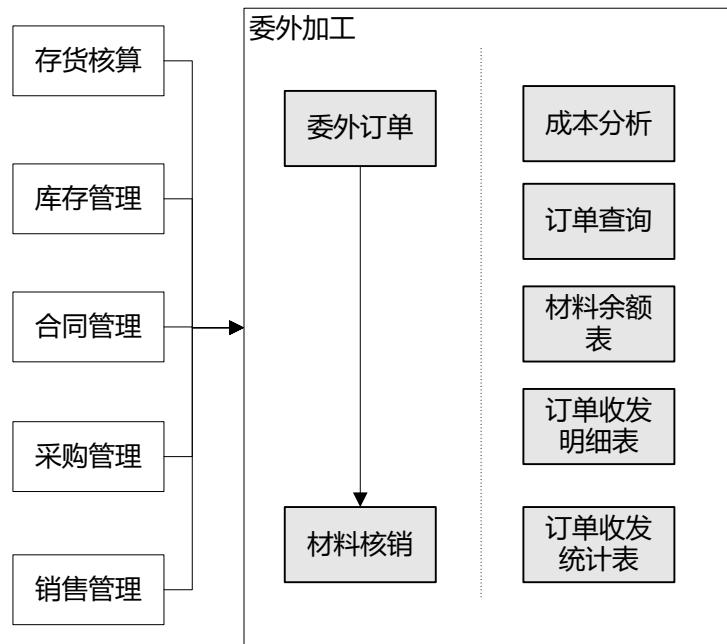 存货核算
库存管理
合同管理
采购管理
销售管理
委外加工
委外订单
材料核销
成本分析
订单查询
材料余额
表
订单收发
明细表
订单收发
统计表